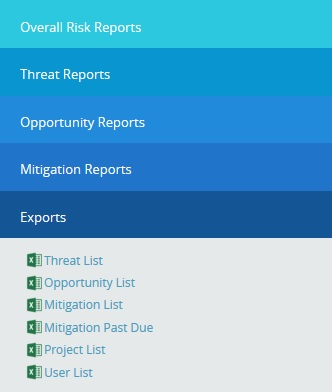 Overall Risk Reports
Threat Reports
Opportunity Reports
Mitigation Reports
Exports
Threat List
Opportunity List
Mitigation List
Mitigation Past Due
Project List
User List